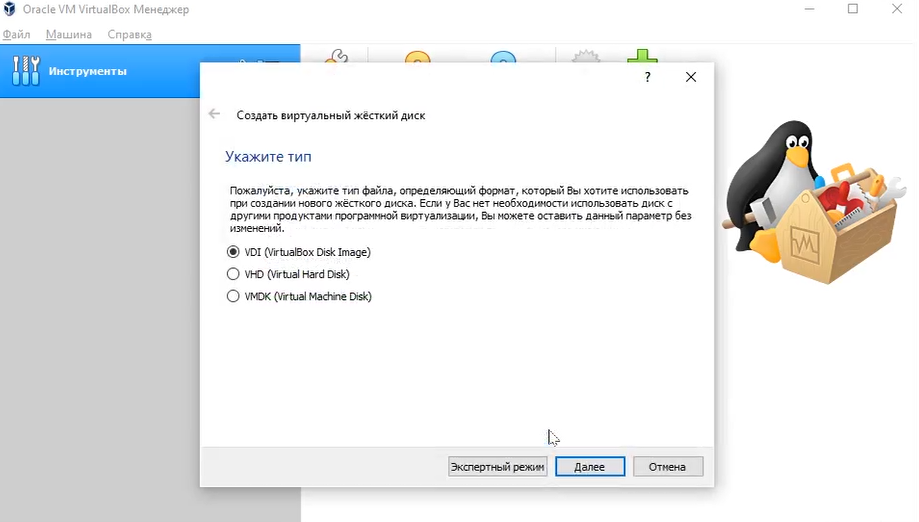 Oracle VM VirtualBox Менеджер
Файл Машина Справка
Инструменты
?
Создать виртуальный жёсткий диск
Укажите тип
Пожалуйста, укажите тип файла, определяющий формат, который Вы хотите использовать
при создании нового жёсткого диска. Если у Вас нет необходимости использовать диск с
другими продуктами программной виртуализации, Вы можете оставить данный параметр без
изменений.
VDI (VirtualBox Disk Image)
VHD (Virtual Hard Disk)
VMDK (Virtual Machine Disk)
Экспертный режим Далее Отмена